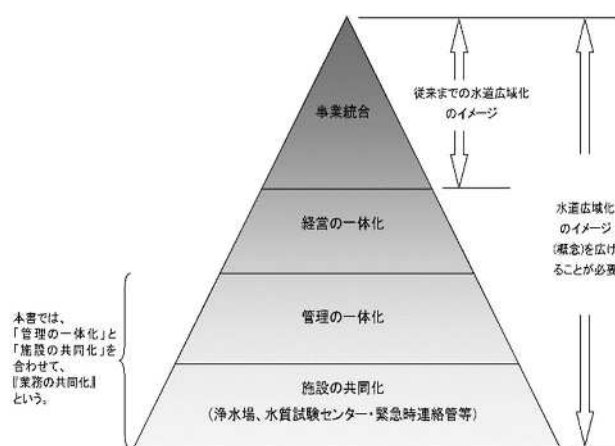 事業統合
従来までの水道広域化
のイメージ
経営の一体化
水道広域化
のイメージ
(概念)を広げ
ることが必要
管理の一体化
本書では、
「管理の一体化」と
「施設の共同化」を
合わせて、
『業務の共同化』
という。
施設の共同化
(浄水場、水質試験センター・緊急時連絡管等)